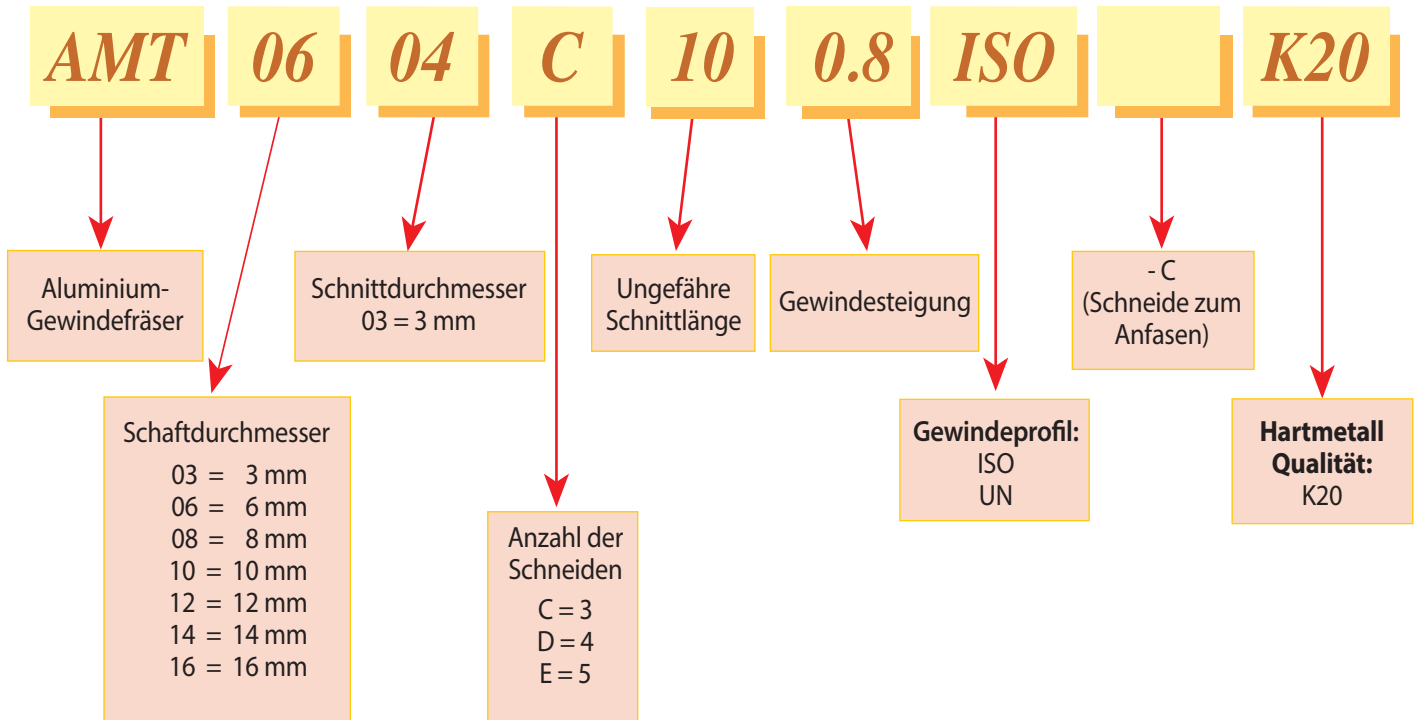 AMT 06 04 C 10 0.8 ISO K20
Aluminium-
Gewindefräser
Schnittdurchmesser
03 = 3 mm
Ungefähre
Schnittlänge
Gewindesteigung
- C
(Schneide zum
Anfasen)
Schaftdurchmesser
03 = 3 mm
06 = 6 mm
08 = 8 mm
10 = 10 mm
12 = 12 mm
14 = 14 mm
16 = 16 mm
Anzahl der
Schneiden
C = 3
D = 4
E = 5
Gewindeprofil:
ISO
UN
Hartmetall
Qualität:
K20